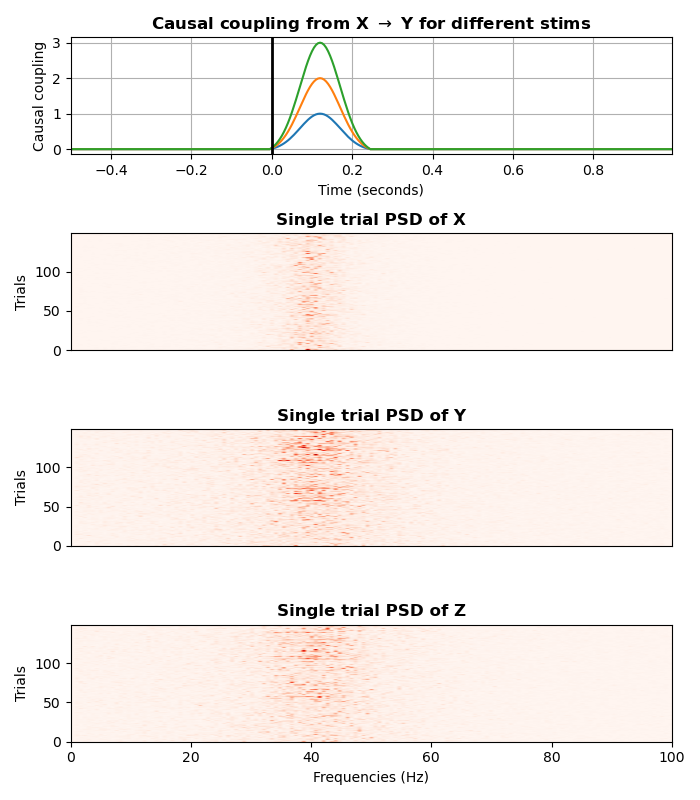 Causal coupling from X → Y for different stims
3
2
1
0
Causal coupling
−0.4 −0.2 0.0 0.2 0.4 0.6 0.8
Time (seconds)
Single trial PSD of X
100
50
0
Trials
Single trial PSD of Y
100
50
0
Trials
Single trial PSD of Z
100
50
0
Trials
0 20 40 60 80 100
Frequencies (Hz)